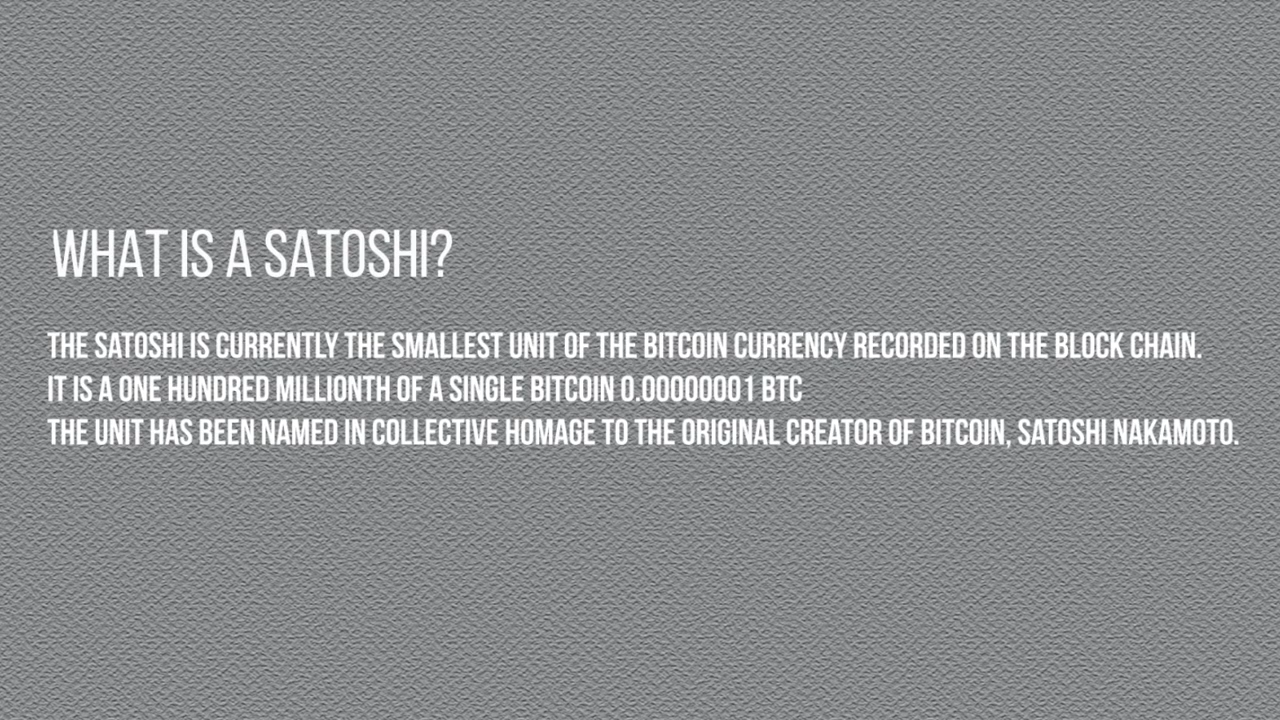 WHAT IS A SATOSHI?
THE SATOSHI IS CURRENTLY THE SMALLEST UNIT OF THE BITCOIN CURRENCY RECORDED ON THE BLOCK CHAIN.
IT IS A ONE HUNDRED MILLIONTH OF A SINGLE BITCOIN 0.00000001 BTC
THE UNIT HAS BEEN NAMED IN COLLECTIVE HOMAGE TO THE ORIGINAL CREATOR OF BITCOIN, SATOSHI NAKAMOTO.